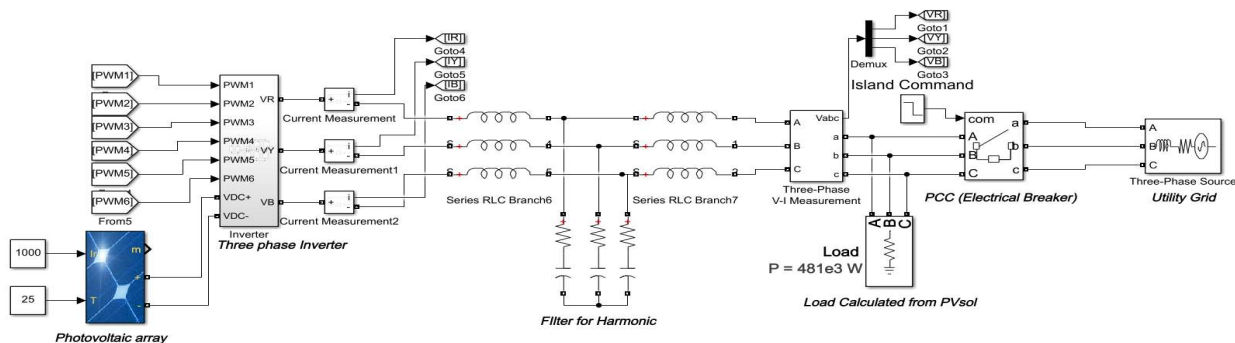 [PWM1]
[PWM2]
[PWM3]
[PWM4]
[PWM5]
[PWM6]
From5
PWM1
PWM2
PWM3
PWM4
PWM5
PWM6
VDC+
VDC-
VR
VY
VB
Inverter
Three phase Inverter
1000
25
Ir
T
m
+
-
Photovoltaic array
+
-
i
Current Measurement
+
-
i
Current Measurement1
+
-
i
Current Measurement2
[IR]
Goto4
[IY]
Goto5
[IB]
Goto6
Series RLC Branch6
Series RLC Branch7
FIlter for Harmonic
A
B
C
Vabc
a
b
c
Three-Phase
V-I Measurement
Demux
[VR]
Goto1
[VY]
Goto2
[VB]
Goto3
Island Command
com
A
B
C
a
b
c
PCC (Electrical Breaker)
A
B
C
Three-Phase Source
Utility Grid
A
B
C
Load
P = 481e3 W
Load Calculated from PVsol